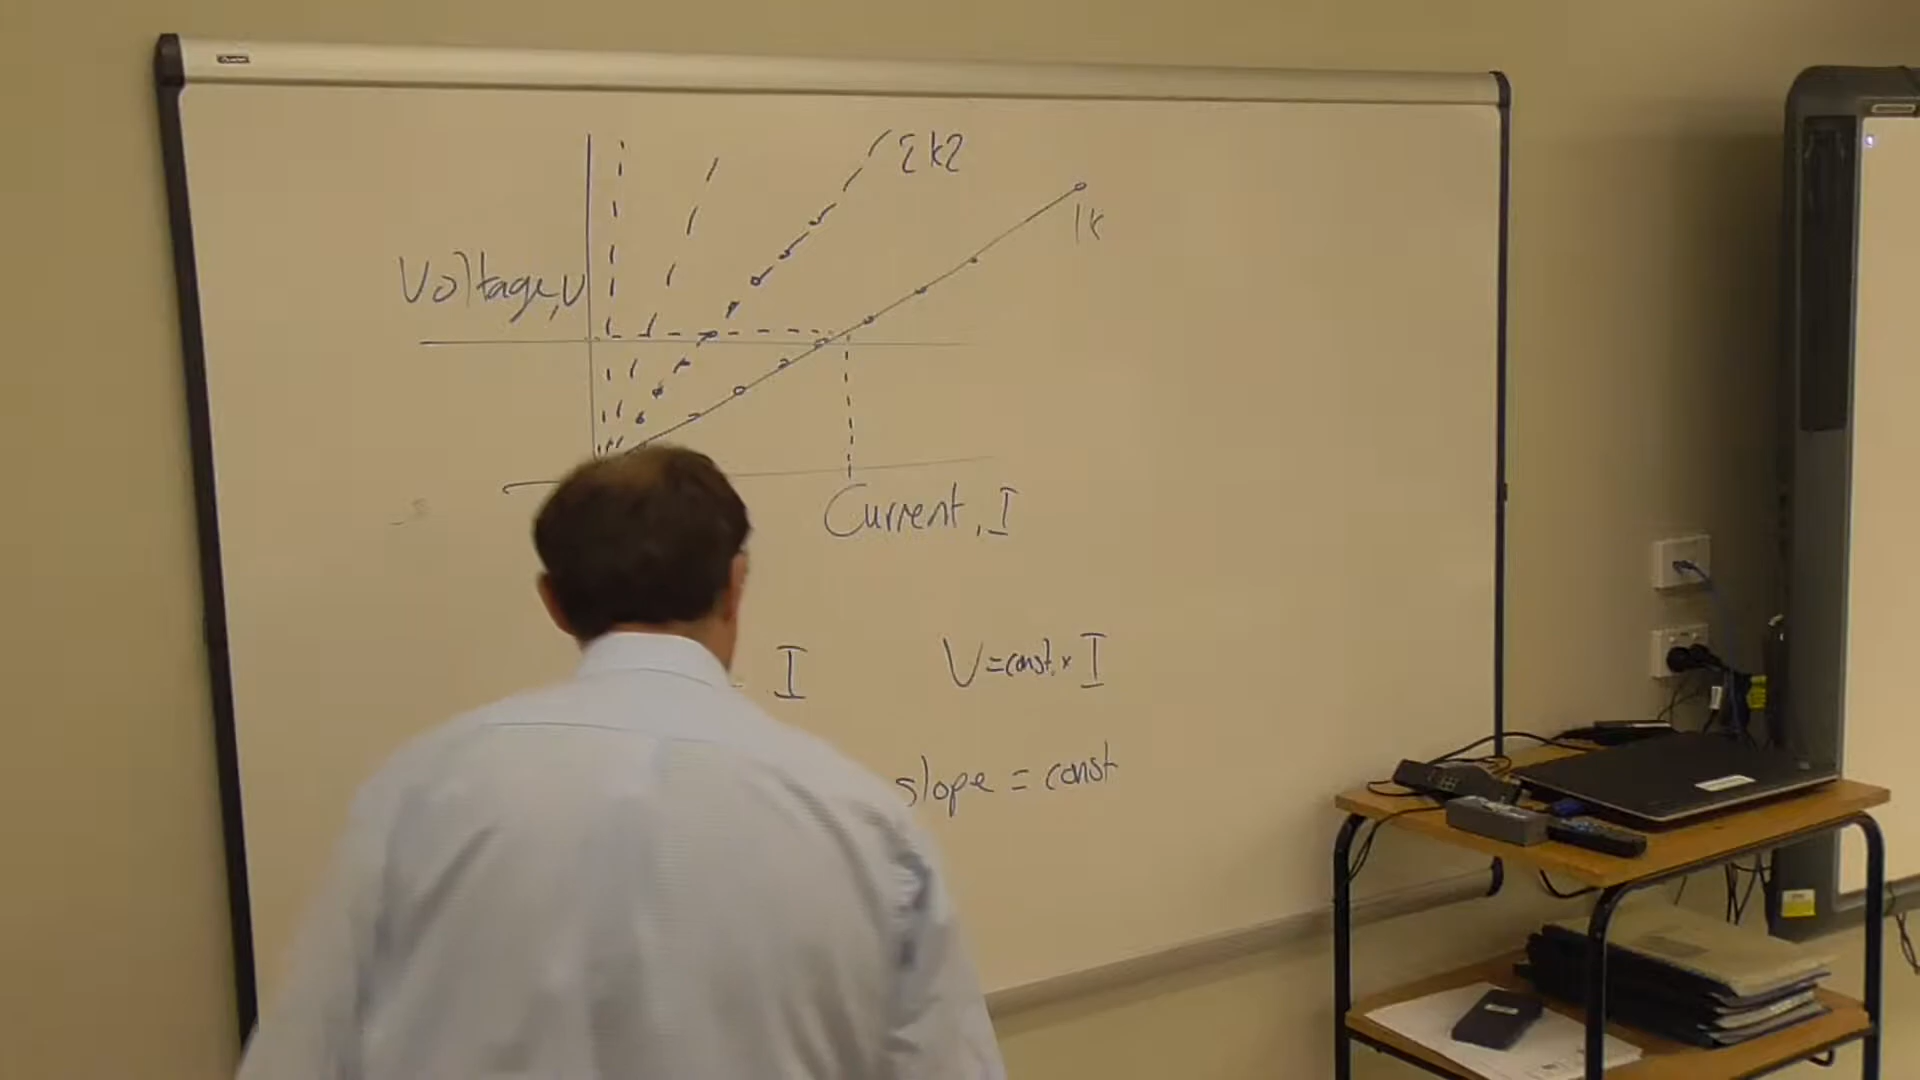 2k2
1k
Voltage, V
Current, I
I
V = const. × I
slope = const